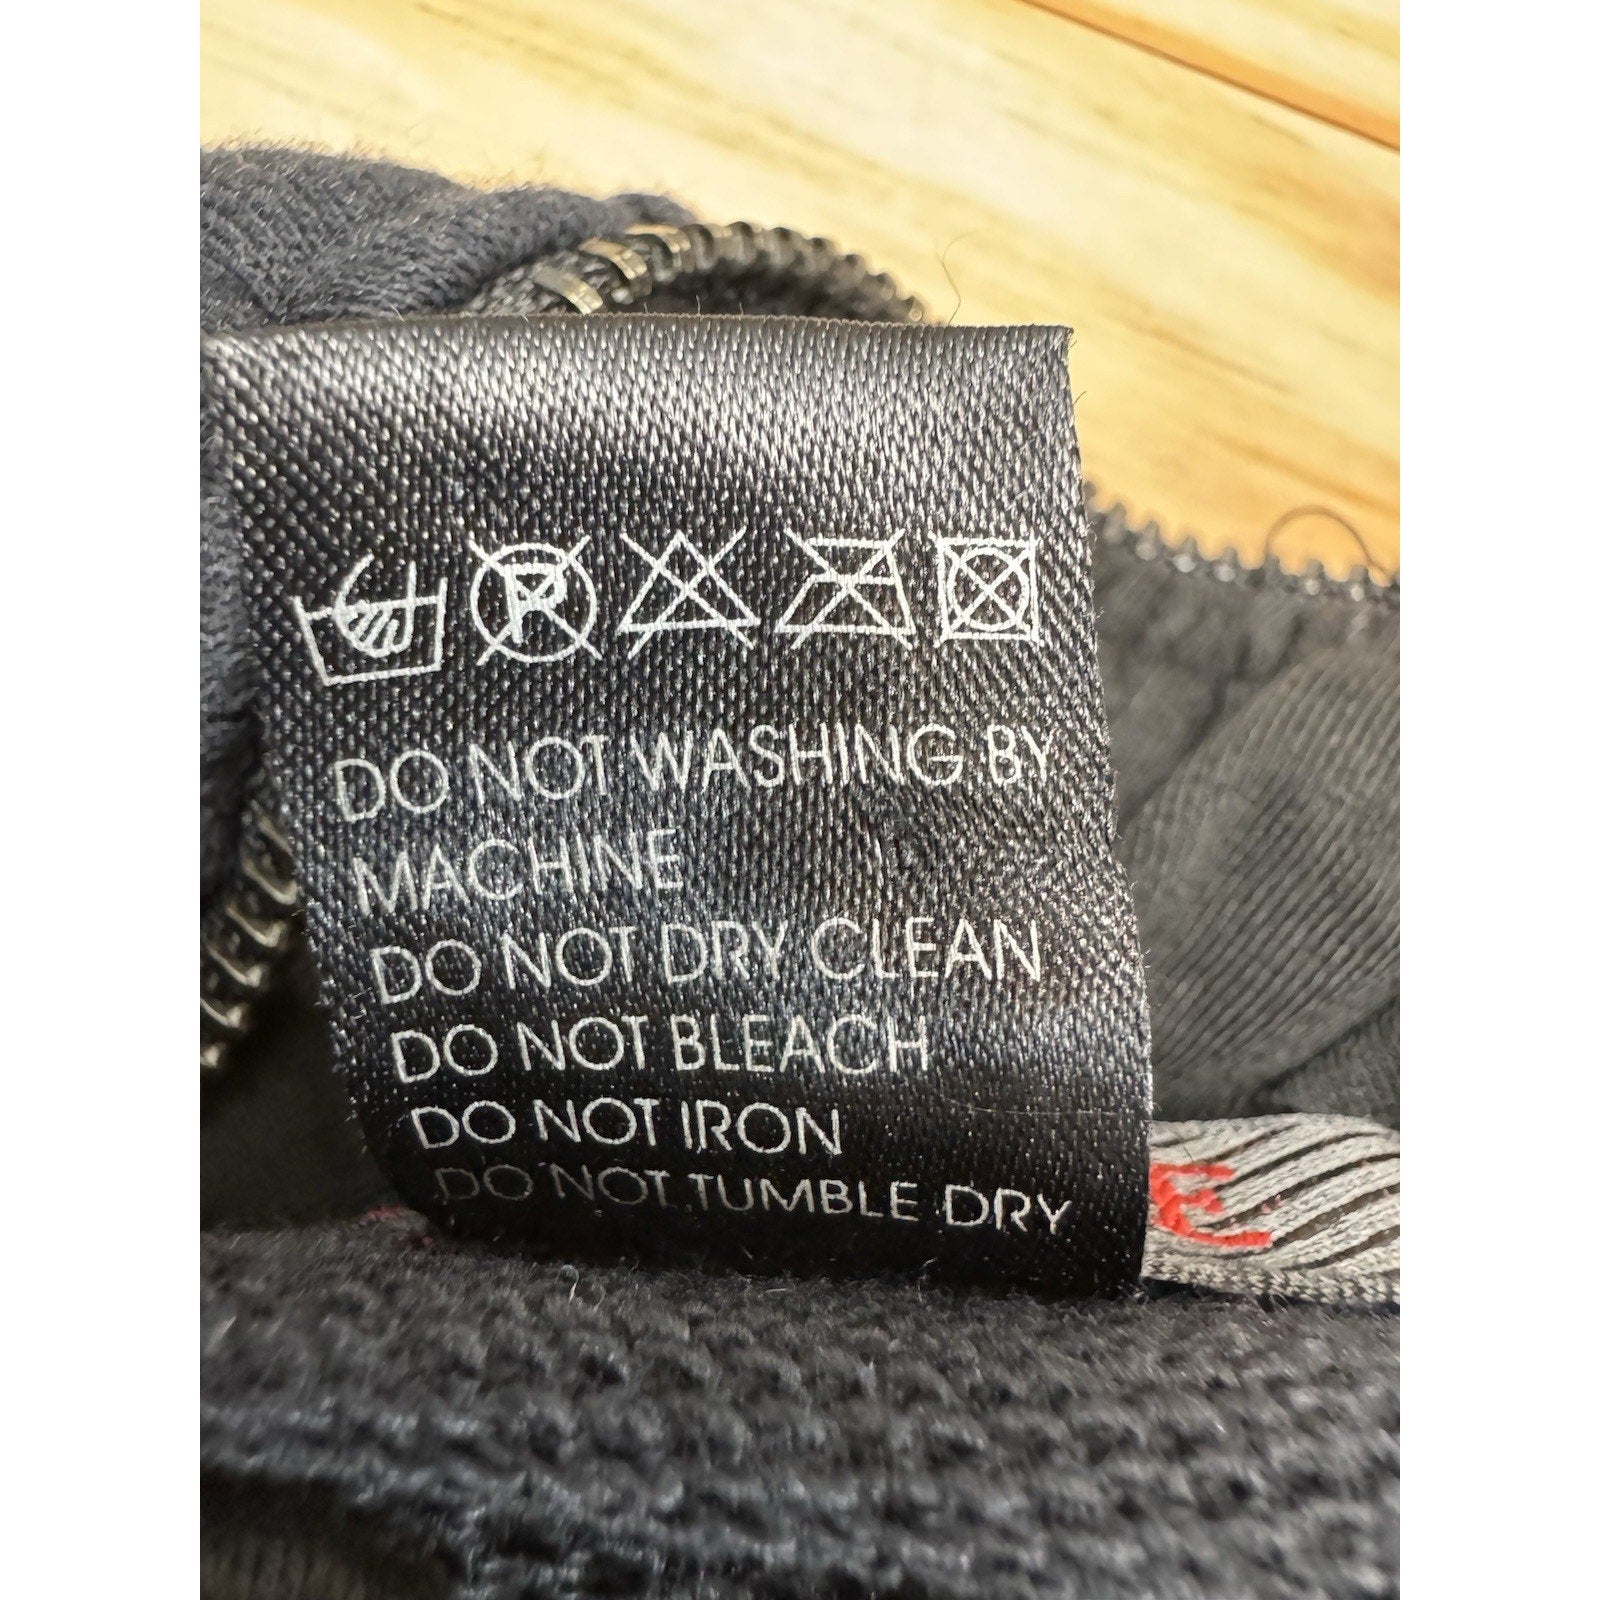 DO NOT WASHING BY
MACHINE
DO NOT DRY CLEAN
DO NOT BLEACH
DO NOT IRON
DO NOT TUMBLE DRY